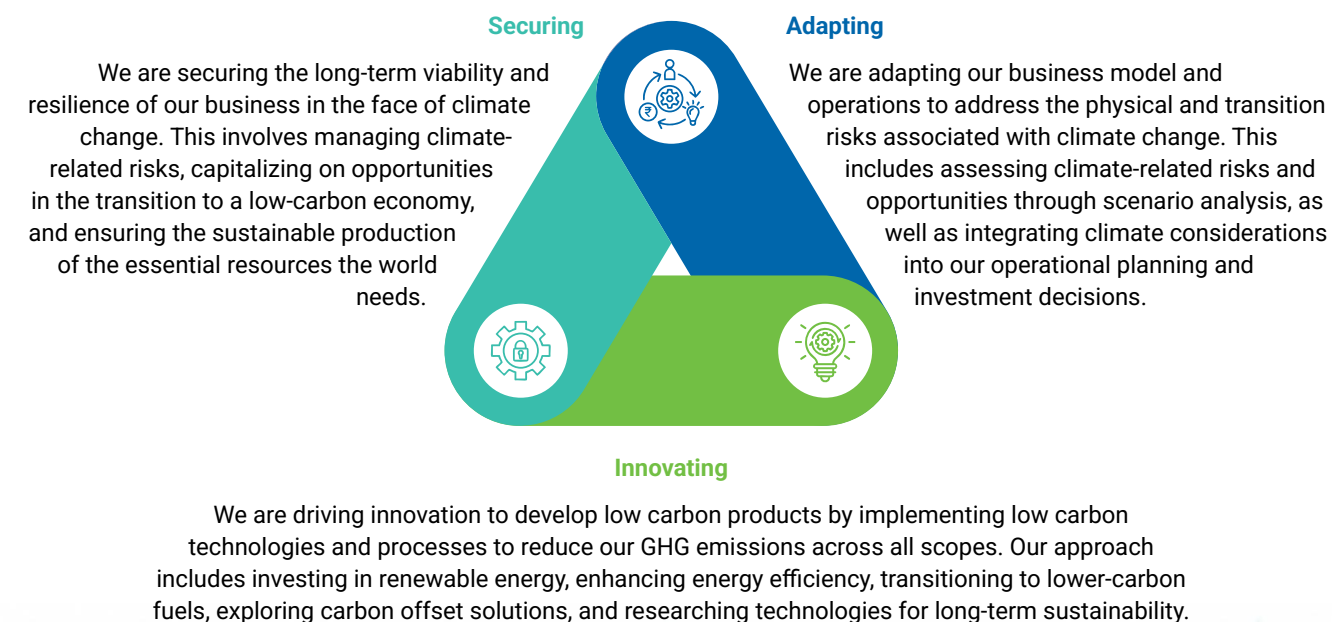 Securing
We are securing the long-term viability and
resilience of our business in the face of climate
change. This involves managing climate-
related risks, capitalizing on opportunities
in the transition to a low-carbon economy,
and ensuring the sustainable production
of the essential resources the world
needs.
Adapting
We are adapting our business model and
operations to address the physical and transition
risks associated with climate change. This
includes assessing climate-related risks and
opportunities through scenario analysis, as
well as integrating climate considerations
into our operational planning and
investment decisions.
₹
Innovating
We are driving innovation to develop low carbon products by implementing low carbon
technologies and processes to reduce our GHG emissions across all scopes. Our approach
includes investing in renewable energy, enhancing energy efficiency, transitioning to lower-carbon
fuels, exploring carbon offset solutions, and researching technologies for long-term sustainability.